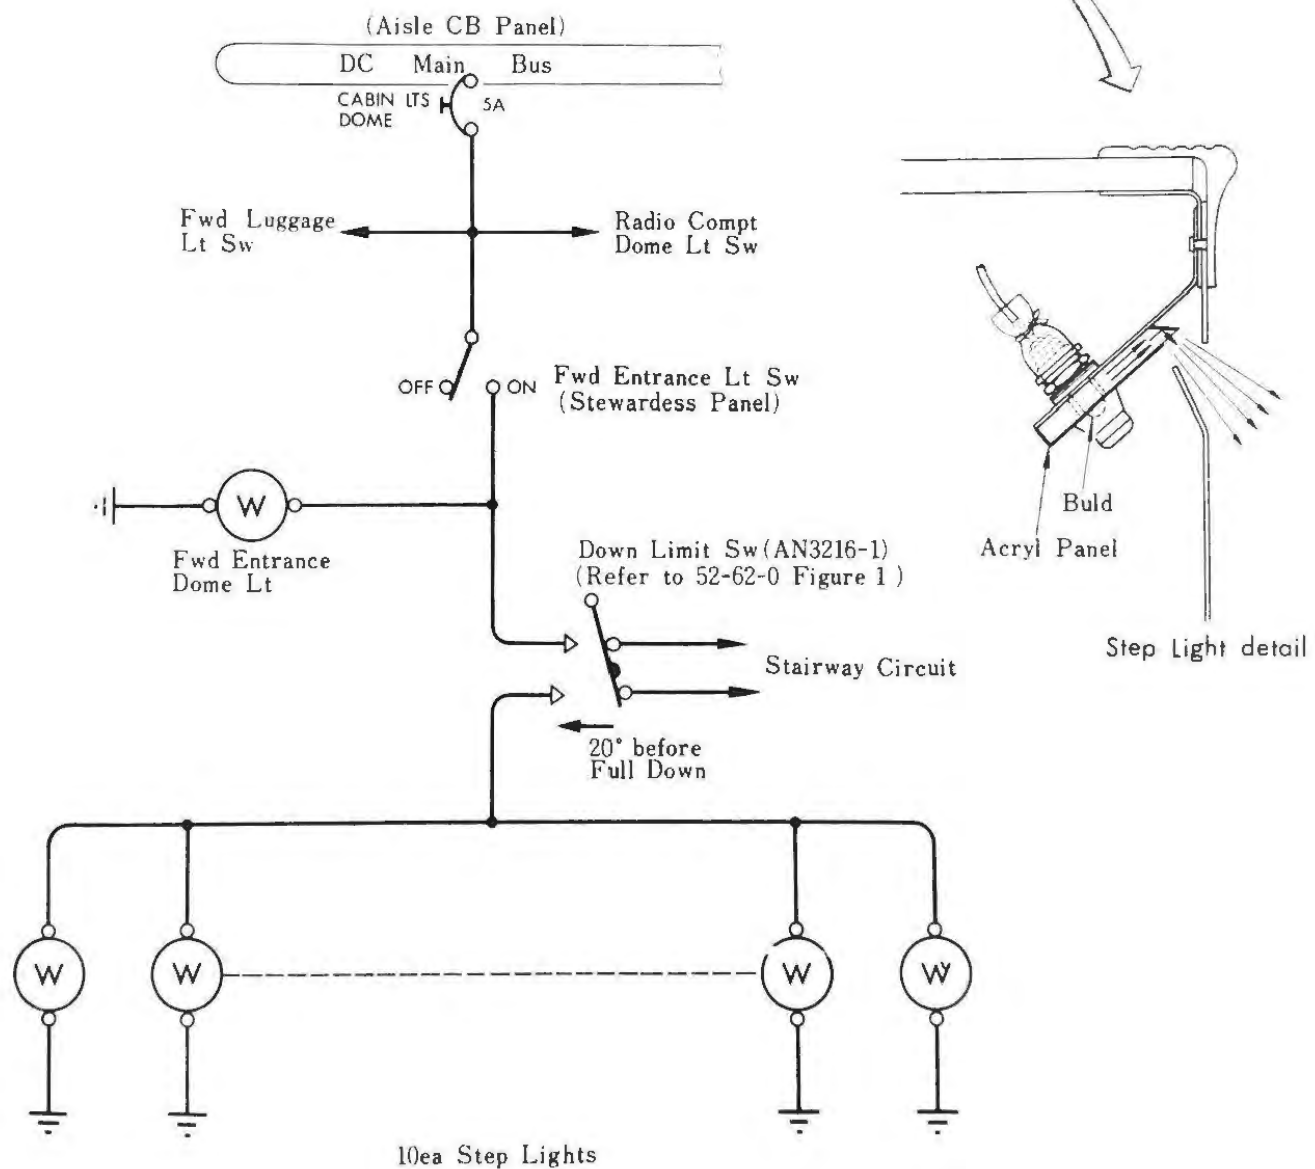 (Aisle CB Panel)
DC Main Bus
CABIN LTS
DOME
5A
Fwd Luggage
Lt Sw
Radio Compt
Dome Lt Sw
OFF
ON
Fwd Entrance Lt Sw
(Stewardess Panel)
W
Fwd Entrance
Dome Lt
Buld
Acryl Panel
Step Light detail
Down Limit Sw(AN3216-1)
(Refer to 52-62-0 Figure 1)
Stairway Circuit
20° before
Full Down
W
W
W
W
10ea Step Lights